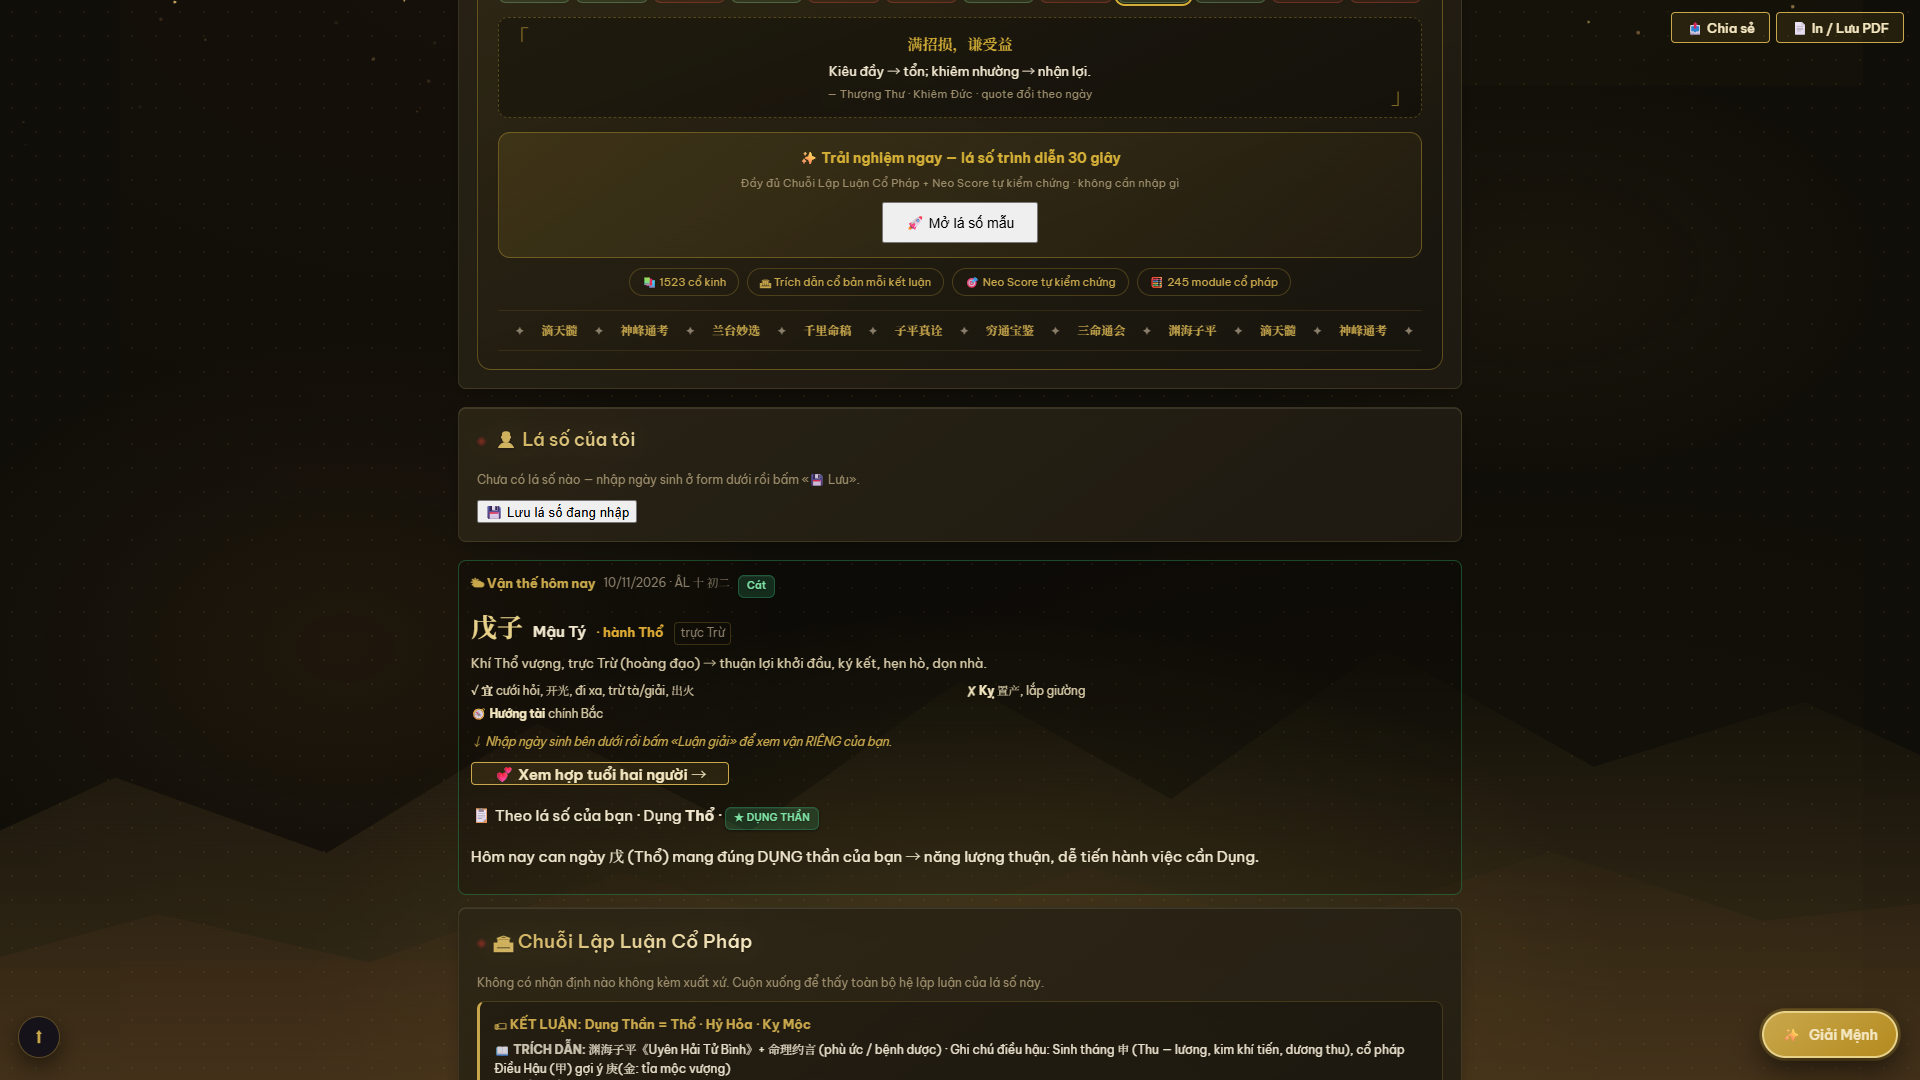 Chia sẻ
In / Lưu PDF
「
满招损，谦受益
Kiêu đầy → tổn; khiêm nhường → nhận lợi.
— Thượng Thư · Khiêm Đức · quote đổi theo ngày
」
✨ Trải nghiệm ngay — lá số trình diễn 30 giây
Đầy đủ Chuỗi Lập Luận Cổ Pháp + Neo Score tự kiểm chứng · không cần nhập gì
🚀 Mở lá số mẫu
1523 cổ kinh
Trích dẫn cổ bản mỗi kết luận
Neo Score tự kiểm chứng
245 module cổ pháp
✦ 滴天髓 ✦ 神峰通考 ✦ 兰台妙选 ✦ 千里命稿 ✦ 子平真诠 ✦ 穷通宝鉴 ✦ 三命通会 ✦ 渊海子平 ✦ 滴天髓 ✦ 神峰通考 ✦
Lá số của tôi
Chưa có lá số nào — nhập ngày sinh ở form dưới rồi bấm «💾 Lưu».
💾 Lưu lá số đang nhập
Vận thế hôm nay 10/11/2026 · ÂL 十 初二 Cát
戊子 Mậu Tý · hành Thổ trực Trừ
Khí Thổ vượng, trực Trừ (hoàng đạo) → thuận lợi khởi đầu, ký kết, hẹn hò, dọn nhà.
✓ 宜 cưới hỏi, 开光, đi xa, trừ tà/giải, 出火
✗ Kỵ 置产, lắp giường
🧭 Hướng tài chính Bắc
↓ Nhập ngày sinh bên dưới rồi bấm «Luận giải» để xem vận RIÊNG của bạn.
💕 Xem hợp tuổi hai người →
Theo lá số của bạn · Dụng Thổ · ★ DỤNG THẦN
Hôm nay can ngày 戊 (Thổ) mang đúng DỤNG thần của bạn → năng lượng thuận, dễ tiến hành việc cần Dụng.
Chuỗi Lập Luận Cổ Pháp
Không có nhận định nào không kèm xuất xứ. Cuộn xuống để thấy toàn bộ hệ lập luận của lá số này.
KẾT LUẬN: Dụng Thần = Thổ · Hỷ Hỏa · Kỵ Mộc
TRÍCH DẪN: 渊海子平《Uyên Hải Tử Bình》+ 命理约言 (phù ức / bệnh dược) · Ghi chú điều hậu: Sinh tháng 申 (Thu — lương, kim khí tiến, dương thu), cổ pháp
Điều Hậu (甲) gợi ý 庚(金: tỉa mộc vượng)
⬆
✨ Giải Mệnh